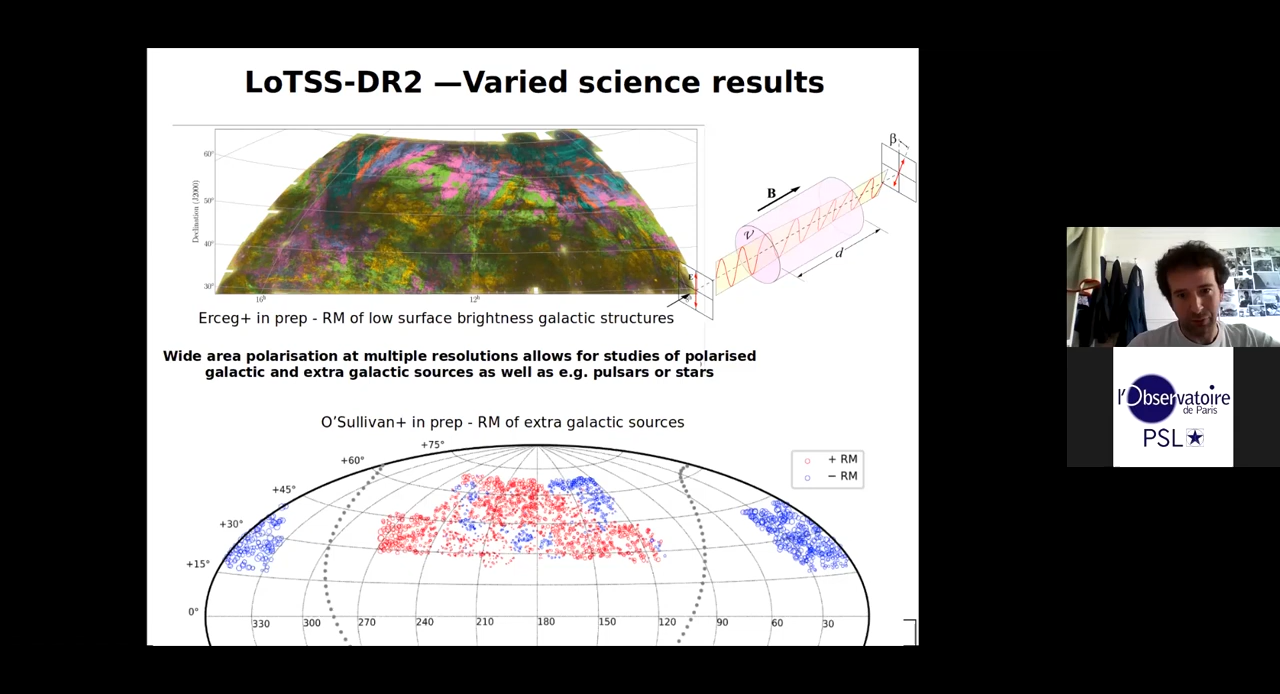 LoTSS-DR2 —Varied science results
60°
50°
40°
30°
Declination (J2000)
16ʰ
12ʰ
β
B
ν
d
E
Erceg+ in prep - RM of low surface brightness galactic structures
Wide area polarisation at multiple resolutions allows for studies of polarised
galactic and extra galactic sources as well as e.g. pulsars or stars
O’Sullivan+ in prep - RM of extra galactic sources
+75°
+60°
+45°
+30°
+15°
0°
330 300 270 240 210 180 150 120 90 60 30
+ RM
− RM
l'Observatoire
de Paris
PSL